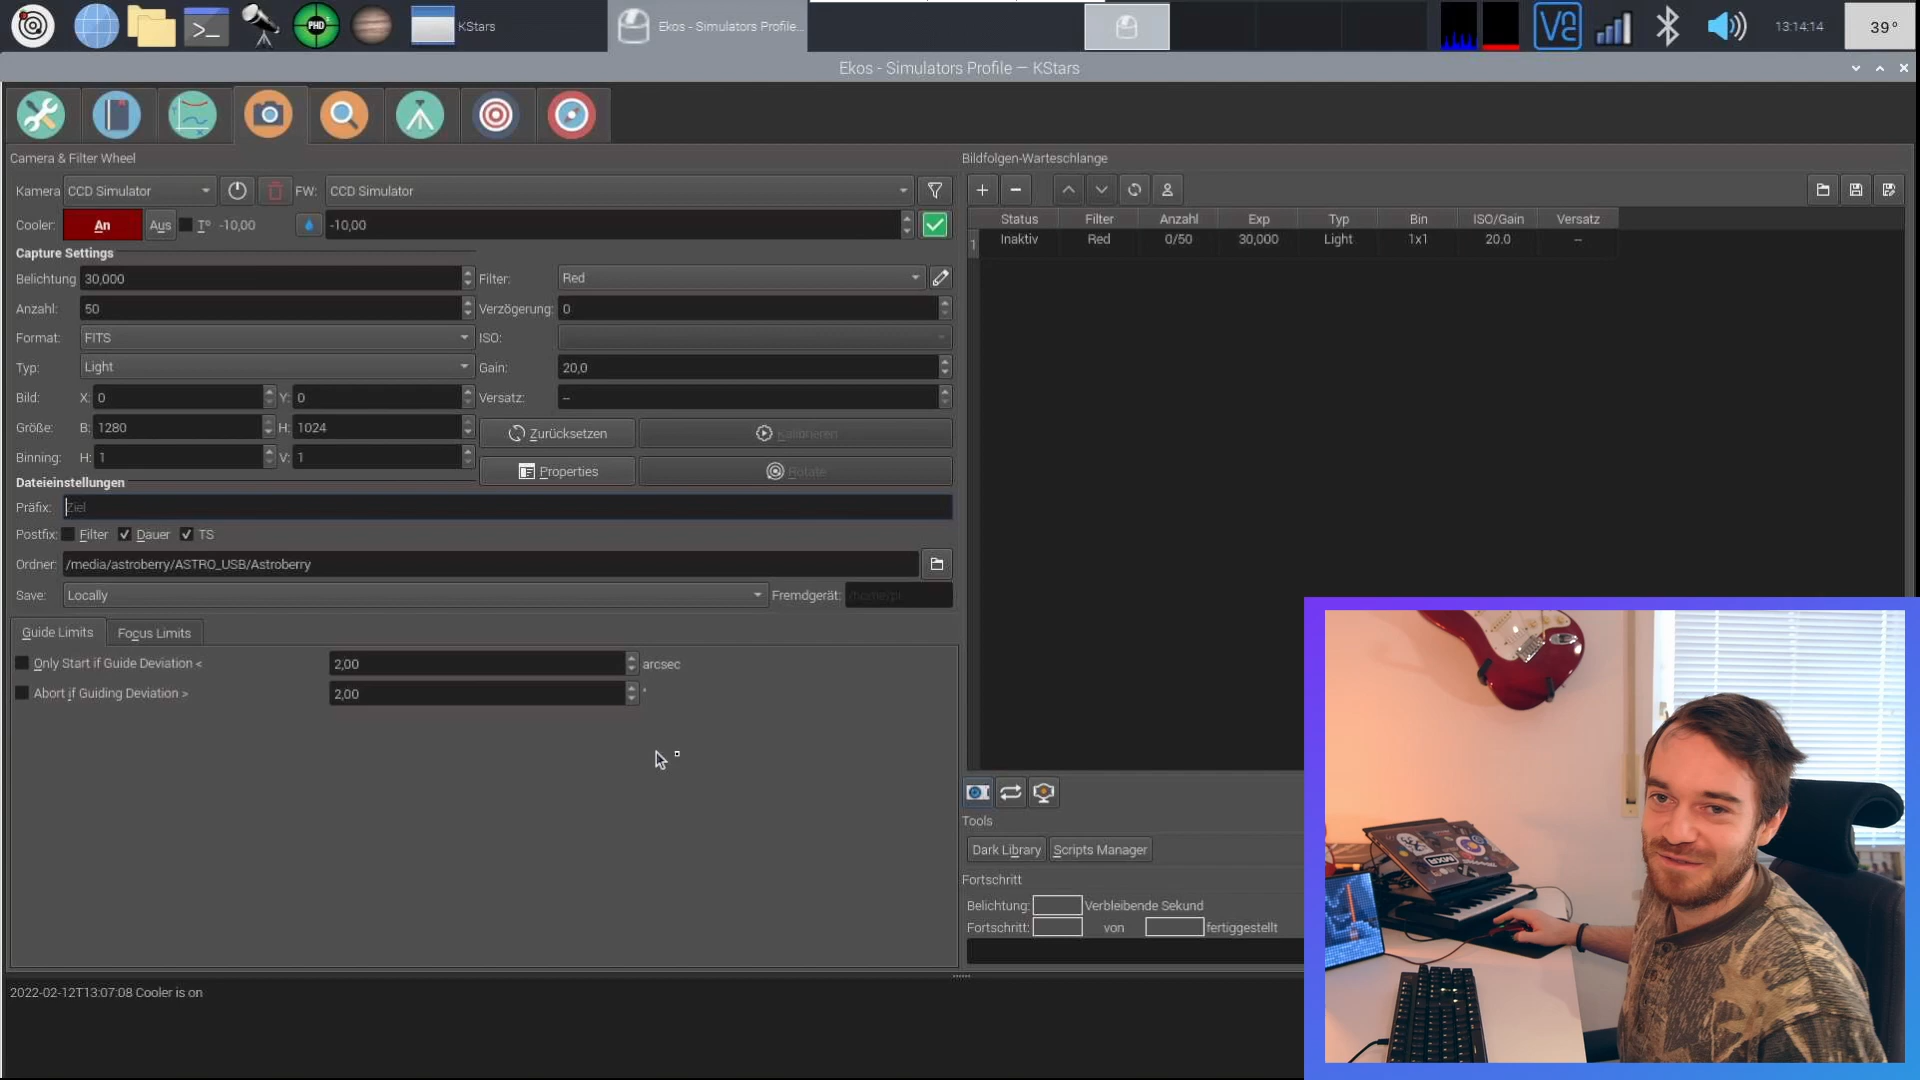 PHD
KStars
Ekos - Simulators Profile...
13:14:14
39°
Ekos - Simulators Profile — KStars
Camera & Filter Wheel
Kamera CCD Simulator FW: CCD Simulator
Cooler: An Aus T° -10,00 -10,00
Capture Settings
Belichtung 30,000 Filter: Red
Anzahl: 50 Verzögerung: 0
Format: FITS ISO:
Typ: Light Gain: 20,0
Bild: X: 0 Y: 0 Versatz: --
Größe: B: 1280 H: 1024 Zurücksetzen Kalibrieren
Binning: H: 1 V: 1 Properties Rotate
Dateieinstellungen
Präfix: Ziel
Postfix: Filter Dauer TS
Ordner: /media/astroberry/ASTRO_USB/Astroberry
Save: Locally Fremdgerät: /home/pi
Guide Limits Focus Limits
Only Start if Guide Deviation < 2,00 arcsec
Abort if Guiding Deviation > 2,00 "
2022-02-12T13:07:08 Cooler is on
Bildfolgen-Warteschlange
Status Filter Anzahl Exp Typ Bin ISO/Gain Versatz
1 Inaktiv Red 0/50 30,000 Light 1x1 20.0 --
Tools
Dark Library Scripts Manager
Fortschritt
Belichtung: Verbleibende Sekund
Fortschritt: von fertiggestellt
MXR